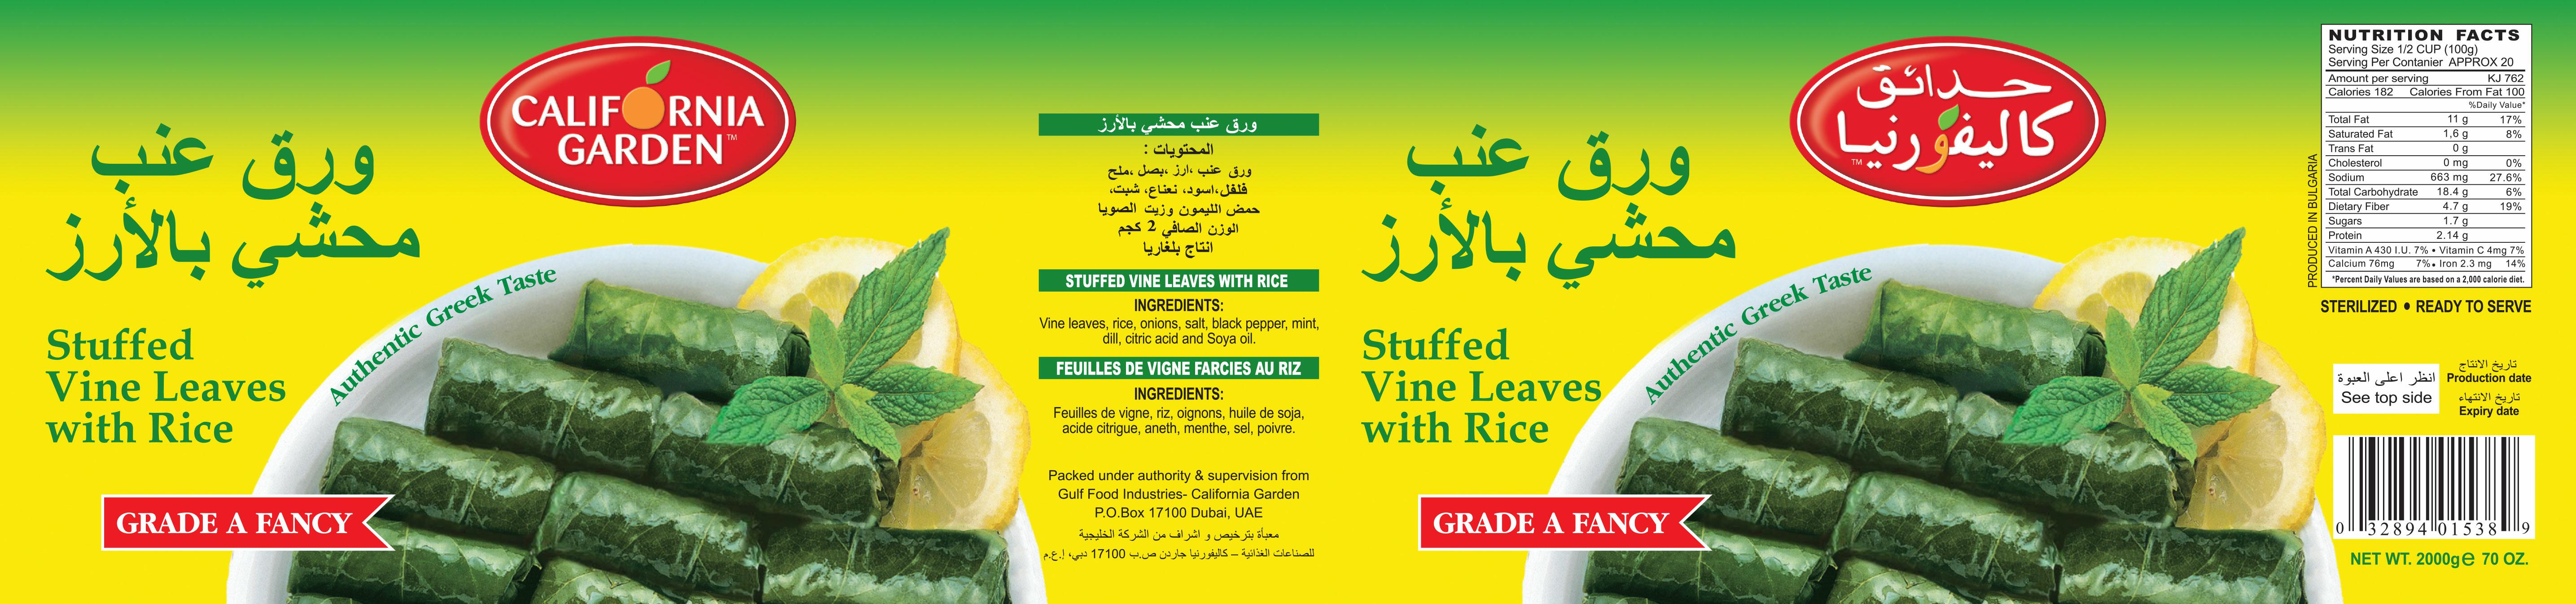 ورق عنب
محشي بالأرز
Stuffed
Vine Leaves
with Rice
GRADE A FANCY
Authentic Greek Taste
CALIFORNIA
GARDEN™
ورق عنب محشي بالأرز
المحتويات :
ورق عنب ،ارز ،بصل ،ملح
فلفل،اسود، نعناع، شبت،
حمض الليمون وزيت الصويا
الوزن الصافي 2 كجم
انتاج بلغاريا
STUFFED VINE LEAVES WITH RICE
INGREDIENTS:
Vine leaves, rice, onions, salt, black pepper, mint,
dill, citric acid and Soya oil.
FEUILLES DE VIGNE FARCIES AU RIZ
INGREDIENTS:
Feuilles de vigne, riz, oignons, huile de soja,
acide citrigue, aneth, menthe, sel, poivre.
Packed under authority & supervision from
Gulf Food Industries- California Garden
P.O.Box 17100 Dubai, UAE
معبأة بترخيص و اشراف من الشركة الخليجية
للصناعات الغذائية – كاليفورنيا جاردن ص.ب 17100 دبي، إ.ع.م
ورق عنب
محشي بالأرز
Stuffed
Vine Leaves
with Rice
GRADE A FANCY
Authentic Greek Taste
حدائق
كاليفورنيا
™
PRODUCED IN BULGARIA
NUTRITION FACTS
Serving Size 1/2 CUP (100g)
Serving Per Contanier APPROX 20
Amount per serving KJ 762
Calories 182 Calories From Fat 100
%Daily Value*
Total Fat 11 g 17%
Saturated Fat 1,6 g 8%
Trans Fat 0 g
Cholesterol 0 mg 0%
Sodium 663 mg 27.6%
Total Carbohydrate 18.4 g 6%
Dietary Fiber 4.7 g 19%
Sugars 1.7 g
Protein 2.14 g
Vitamin A 430 I.U. 7% • Vitamin C 4mg 7%
Calcium 76mg 7% • Iron 2.3 mg 14%
*Percent Daily Values are based on a 2,000 calorie diet.
STERILIZED • READY TO SERVE
انظر اعلى العبوة
See top side
تاريخ الانتاج
Production date
تاريخ الانتهاء
Expiry date
0 32894 01538 9
NET WT. 2000g e 70 OZ.